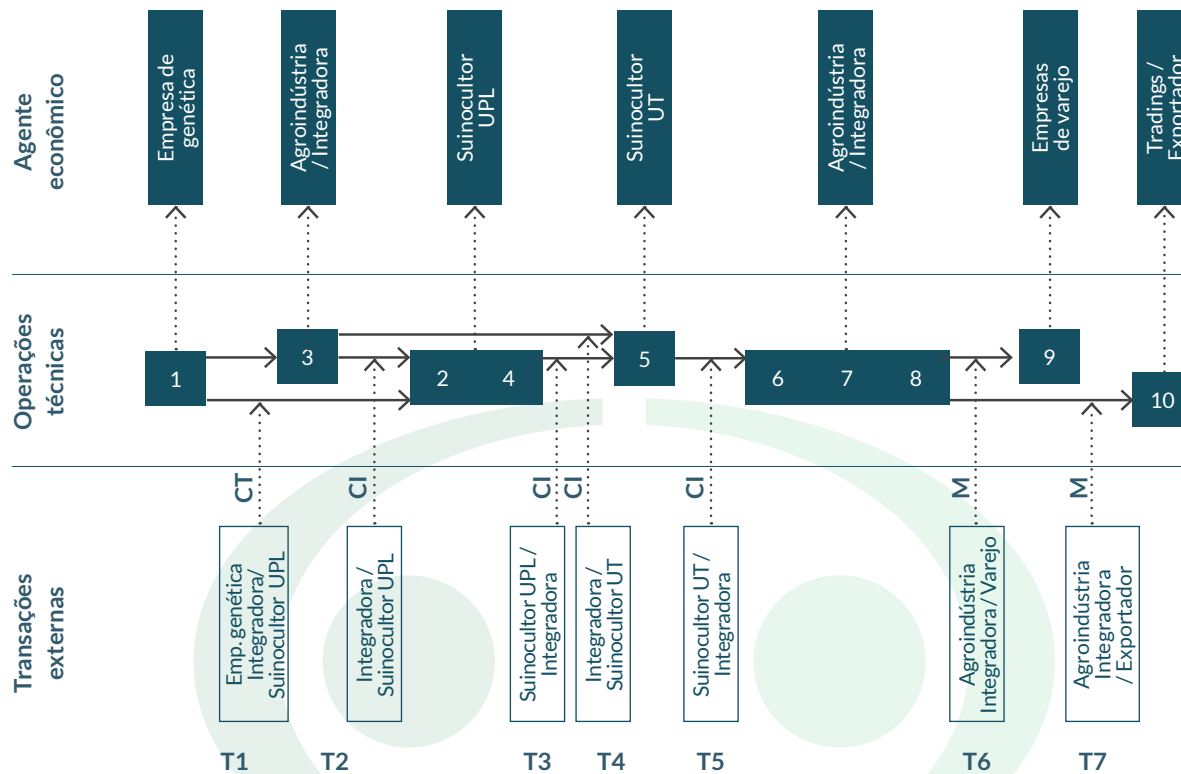 Agente
econômico
Empresa de
genética
Agroindústria
/ Integradora
Suinocultor
UPL
Suinocultor
UT
Agroindústria
/ Integradora
Empresas
de varejo
Tradings /
Exportador
Operações
técnicas
1
3
2
4
5
6
7
8
9
10
CT
CI
CI
CI
CI
M
M
Transações
externas
Emp. genética
Integradora/
Suinocultor UPL
Integradora /
Suinocultor UPL
Suinocultor UPL /
Integradora
Integradora /
Suinocultor UT
Suinocultor UT /
Integradora
Agroindústria
Integradora / Varejo
Agroindústria
Integradora
/ Exportador
T1
T2
T3
T4
T5
T6
T7